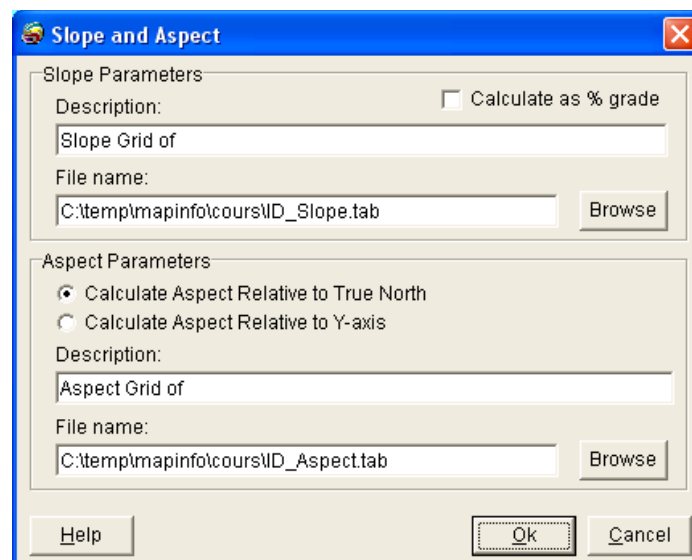 Slope and Aspect
Slope Parameters
Calculate as % grade
Description:
Slope Grid of
File name:
C:\temp\mapinfo\cours\ID_Slope.tab
Browse
Aspect Parameters
Calculate Aspect Relative to True North
Calculate Aspect Relative to Y-axis
Description:
Aspect Grid of
File name:
C:\temp\mapinfo\cours\ID_Aspect.tab
Browse
Help
Ok
Cancel